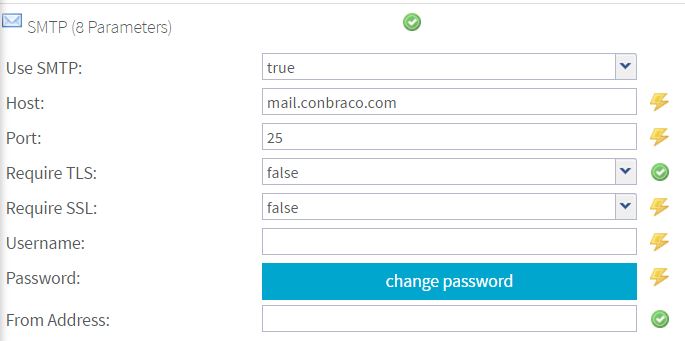 SMTP (8 Parameters)
Use SMTP: true
Host: mail.conbraco.com
Port: 25
Require TLS: false
Require SSL: false
Username:
Password: change password
From Address: